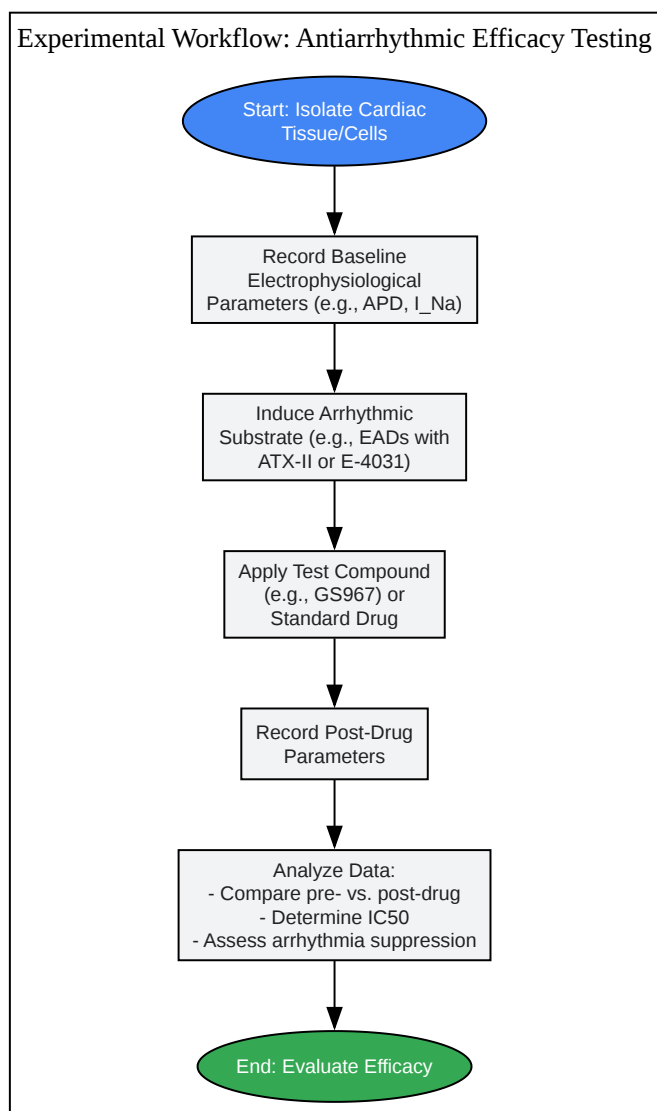 Experimental Workflow: Antiarrhythmic Efficacy Testing
Start: Isolate Cardiac
Tissue/Cells
Record Baseline
Electrophysiological
Parameters (e.g., APD, I_Na)
Induce Arrhythmic
Substrate (e.g., EADs with
ATX-II or E-4031)
Apply Test Compound
(e.g., GS967) or
Standard Drug
Record Post-Drug
Parameters
Analyze Data:
- Compare pre- vs. post-drug
- Determine IC50
- Assess arrhythmia suppression
End: Evaluate Efficacy